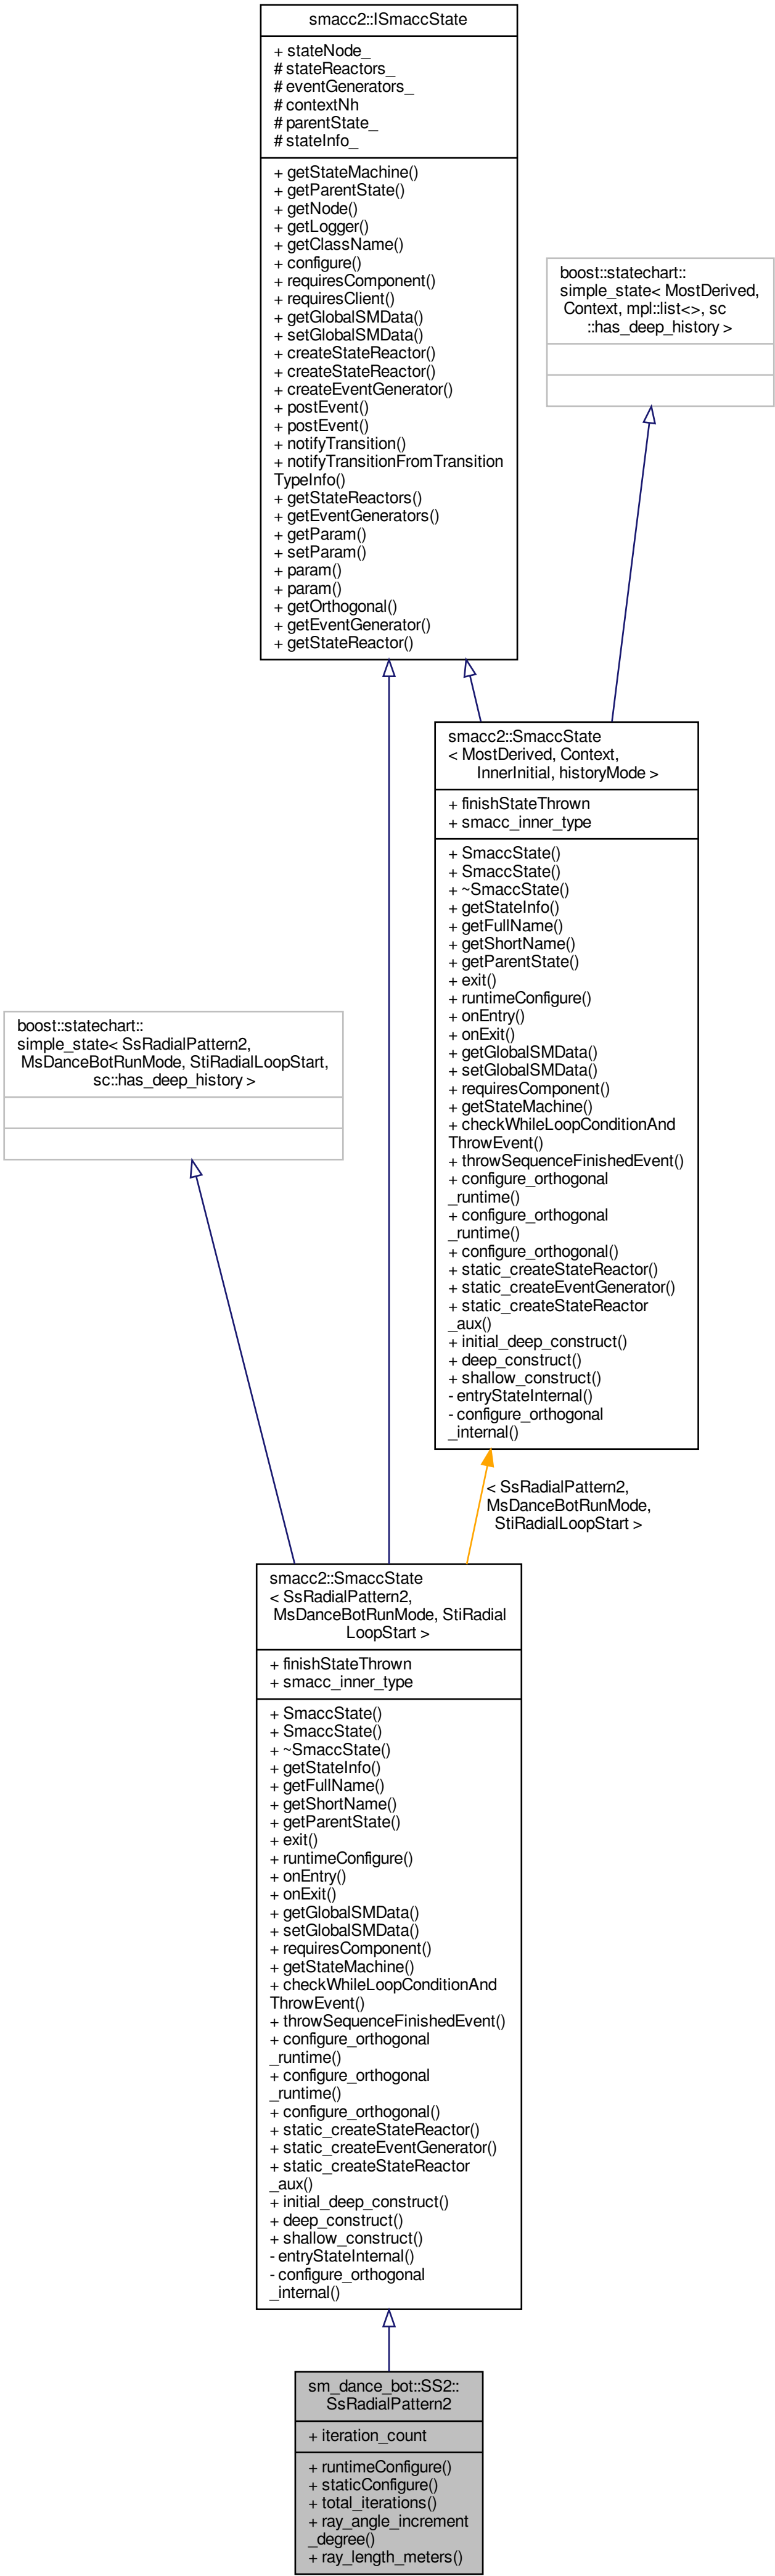 smacc2::ISmaccState
+ stateNode_
# stateReactors_
# eventGenerators_
# contextNh
# parentState_
# stateInfo_
+ getStateMachine()
+ getParentState()
+ getNode()
+ getLogger()
+ getClassName()
+ configure()
+ requiresComponent()
+ requiresClient()
+ getGlobalSMData()
+ setGlobalSMData()
+ createStateReactor()
+ createStateReactor()
+ createEventGenerator()
+ postEvent()
+ postEvent()
+ notifyTransition()
+ notifyTransitionFromTransition
TypeInfo()
+ getStateReactors()
+ getEventGenerators()
+ getParam()
+ setParam()
+ param()
+ param()
+ getOrthogonal()
+ getEventGenerator()
+ getStateReactor()
boost::statechart::
simple_state< MostDerived,
Context, mpl::list<>, sc
::has_deep_history >
smacc2::SmaccState
< MostDerived, Context,
InnerInitial, historyMode >
+ finishStateThrown
+ smacc_inner_type
+ SmaccState()
+ SmaccState()
+ ~SmaccState()
+ getStateInfo()
+ getFullName()
+ getShortName()
+ getParentState()
+ exit()
+ runtimeConfigure()
+ onEntry()
+ onExit()
+ getGlobalSMData()
+ setGlobalSMData()
+ requiresComponent()
+ getStateMachine()
+ checkWhileLoopConditionAnd
ThrowEvent()
+ throwSequenceFinishedEvent()
+ configure_orthogonal
_runtime()
+ configure_orthogonal
_runtime()
+ configure_orthogonal()
+ static_createStateReactor()
+ static_createEventGenerator()
+ static_createStateReactor
_aux()
+ initial_deep_construct()
+ deep_construct()
+ shallow_construct()
- entryStateInternal()
- configure_orthogonal
_internal()
boost::statechart::
simple_state< SsRadialPattern2,
MsDanceBotRunMode, StiRadialLoopStart,
sc::has_deep_history >
< SsRadialPattern2,
MsDanceBotRunMode,
StiRadialLoopStart >
smacc2::SmaccState
< SsRadialPattern2,
MsDanceBotRunMode, StiRadial
LoopStart >
+ finishStateThrown
+ smacc_inner_type
+ SmaccState()
+ SmaccState()
+ ~SmaccState()
+ getStateInfo()
+ getFullName()
+ getShortName()
+ getParentState()
+ exit()
+ runtimeConfigure()
+ onEntry()
+ onExit()
+ getGlobalSMData()
+ setGlobalSMData()
+ requiresComponent()
+ getStateMachine()
+ checkWhileLoopConditionAnd
ThrowEvent()
+ throwSequenceFinishedEvent()
+ configure_orthogonal
_runtime()
+ configure_orthogonal
_runtime()
+ configure_orthogonal()
+ static_createStateReactor()
+ static_createEventGenerator()
+ static_createStateReactor
_aux()
+ initial_deep_construct()
+ deep_construct()
+ shallow_construct()
- entryStateInternal()
- configure_orthogonal
_internal()
sm_dance_bot::SS2::
SsRadialPattern2
+ iteration_count
+ runtimeConfigure()
+ staticConfigure()
+ total_iterations()
+ ray_angle_increment
_degree()
+ ray_length_meters()